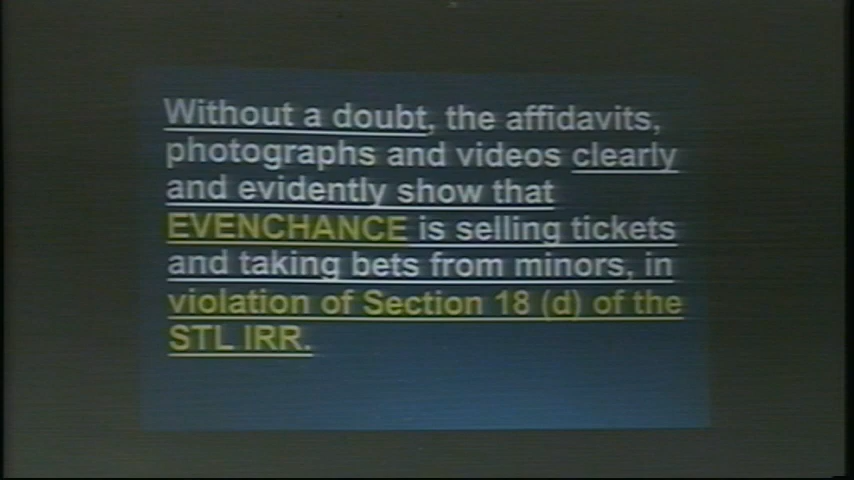 Without a doubt, the affidavits,
photographs and videos clearly
and evidently show that
EVENCHANCE is selling tickets
and taking bets from minors, in
violation of Section 18 (d) of the
STL IRR.